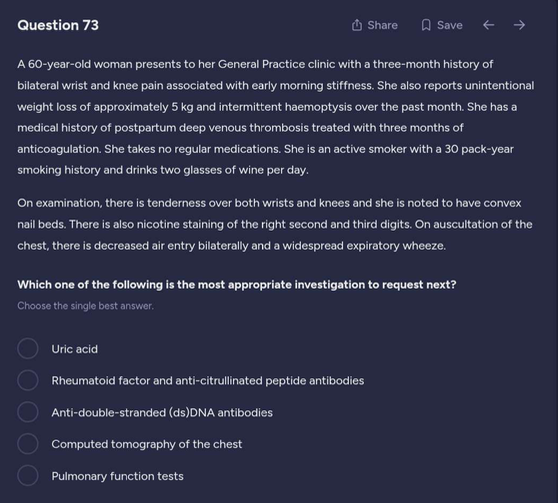 Question 73
Share
Save
A 60-year-old woman presents to her General Practice clinic with a three-month history of
bilateral wrist and knee pain associated with early morning stiffness. She also reports unintentional
weight loss of approximately 5 kg and intermittent haemoptysis over the past month. She has a
medical history of postpartum deep venous thrombosis treated with three months of
anticoagulation. She takes no regular medications. She is an active smoker with a 30 pack-year
smoking history and drinks two glasses of wine per day.
On examination, there is tenderness over both wrists and knees and she is noted to have convex
nail beds. There is also nicotine staining of the right second and third digits. On auscultation of the
chest, there is decreased air entry bilaterally and a widespread expiratory wheeze.
Which one of the following is the most appropriate investigation to request next?
Choose the single best answer.
Uric acid
Rheumatoid factor and anti-citrullinated peptide antibodies
Anti-double-stranded (ds)DNA antibodies
Computed tomography of the chest
Pulmonary function tests